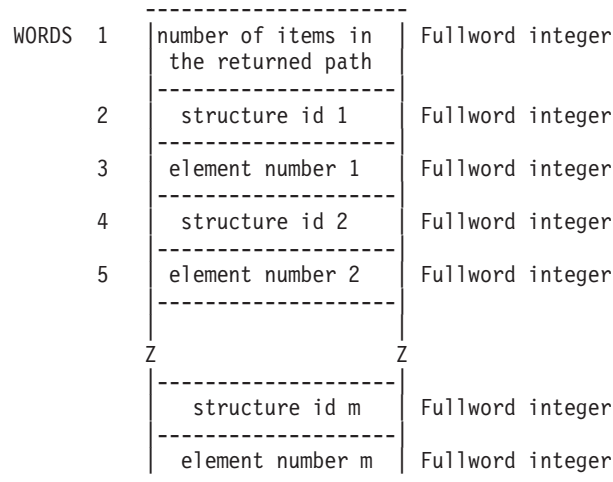 WORDS 1 number of items in Fullword integer
the returned path
2 structure id 1 Fullword integer
3 element number 1 Fullword integer
4 structure id 2 Fullword integer
5 element number 2 Fullword integer
Z Z
structure id m Fullword integer
element number m Fullword integer